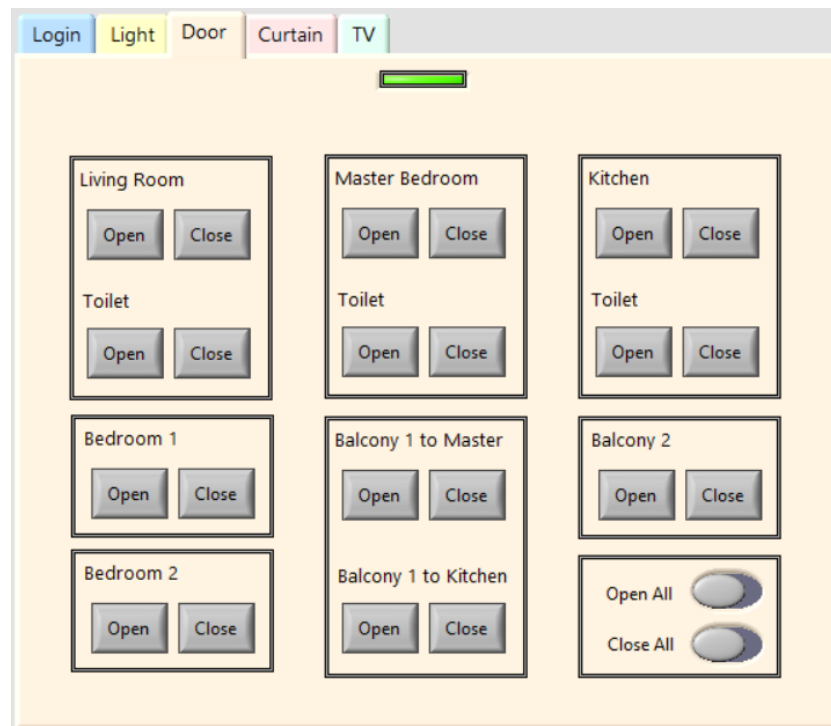 Login Light Door Curtain TV
Living Room
Open Close
Toilet
Open Close
Master Bedroom
Open Close
Toilet
Open Close
Kitchen
Open Close
Toilet
Open Close
Bedroom 1
Open Close
Bedroom 2
Open Close
Balcony 1 to Master
Open Close
Balcony 1 to Kitchen
Open Close
Balcony 2
Open Close
Open All
Close All